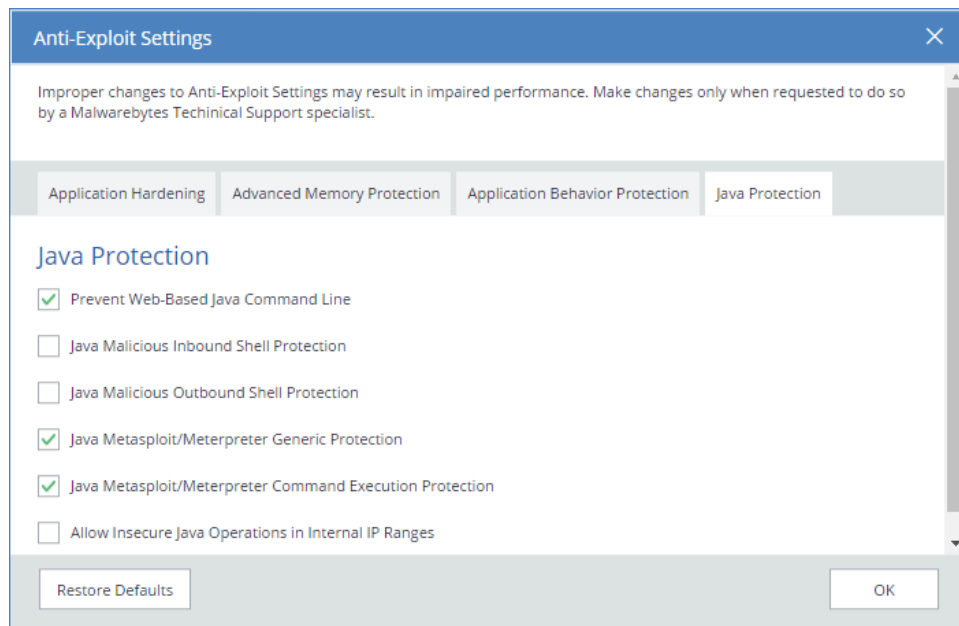 Anti-Exploit Settings
Improper changes to Anti-Exploit Settings may result in impaired performance. Make changes only when requested to do so
by a Malwarebytes Techinical Support specialist.
Application Hardening
Advanced Memory Protection
Application Behavior Protection
Java Protection
Java Protection
Prevent Web-Based Java Command Line
Java Malicious Inbound Shell Protection
Java Malicious Outbound Shell Protection
Java Metasploit/Meterpreter Generic Protection
Java Metasploit/Meterpreter Command Execution Protection
Allow Insecure Java Operations in Internal IP Ranges
Restore Defaults
OK